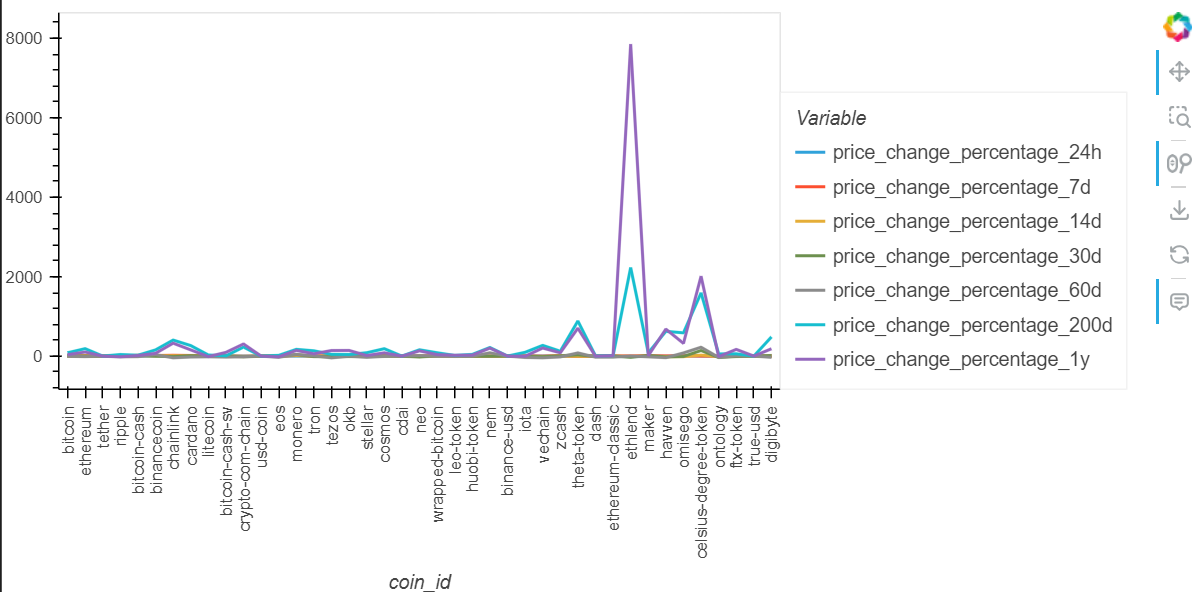 8000
6000
4000
2000
0
Variable
price_change_percentage_24h
price_change_percentage_7d
price_change_percentage_14d
price_change_percentage_30d
price_change_percentage_60d
price_change_percentage_200d
price_change_percentage_1y
bitcoin
ethereum
tether
ripple
bitcoin-cash
binancecoin
chainlink
cardano
litecoin
bitcoin-cash-sv
crypto-com-chain
usd-coin
eos
monero
tron
tezos
okb
stellar
cosmos
cdai
neo
wrapped-bitcoin
leo-token
huobi-token
nem
binance-usd
iota
vechain
zcash
theta-token
dash
ethereum-classic
ethlend
maker
havven
omisego
celsius-degree-token
ontology
ftx-token
true-usd
digibyte
coin_id